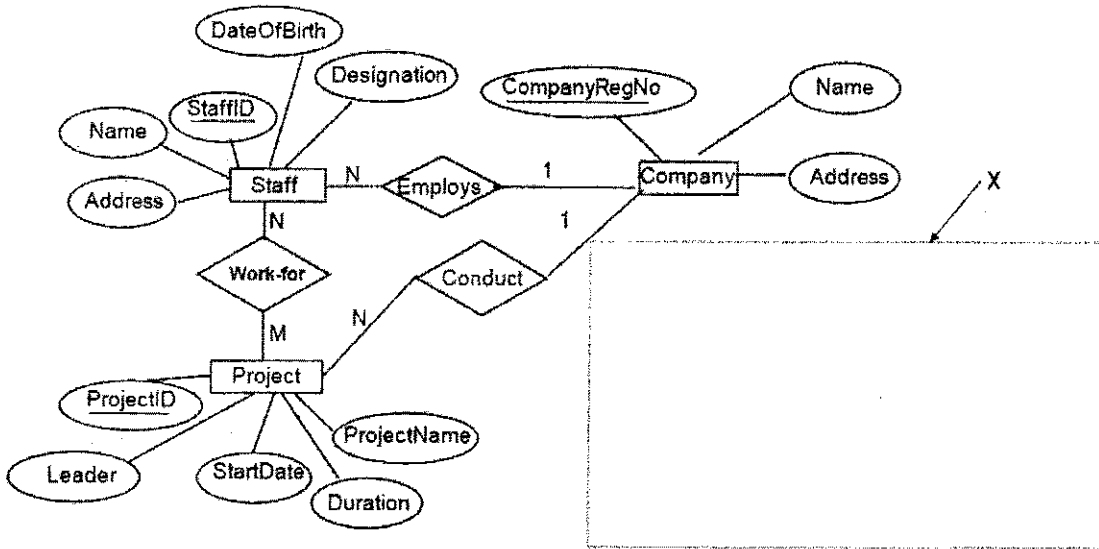 DateOfBirth
Designation
CompanyRegNo
Name
StaffID
Name
Staff
N
Employs
1
Company
Address
Address
X
N
1
Work-for
Conduct
N
M
Project
ProjectID
ProjectName
Leader
StartDate
Duration